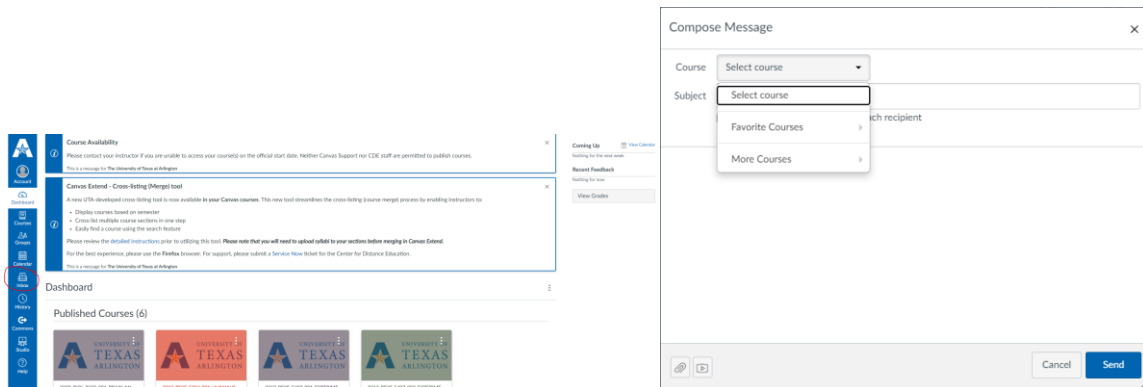 Account
Dashboard
Courses
Groups
Calendar
Inbox
History
Commons
Studio
Help
Course Availability
Please contact your instructor if you are unable to access your course(s) on the official start date. Neither Canvas Support nor CDE staff are permitted to publish courses.
This is a message for The University of Texas at Arlington
Canvas Extend - Cross-listing (Merge) tool
A new UTA-developed cross-listing tool is now available in your Canvas courses. This new tool streamlines the cross-listing (course merge) process by enabling instructors to:
• Display courses based on semester
• Cross-list multiple course sections in one step
• Easily find a course using the search feature
Please review the detailed instructions prior to utilizing this tool. Please note that you will need to upload syllabi to your sections before merging in Canvas Extend.
For the best experience, please use the Firefox browser. For support, please submit a Service Now ticket for the Center for Distance Education.
This is a message for The University of Texas at Arlington
Dashboard
Published Courses (6)
UNIVERSITY OF
TEXAS
ARLINGTON
UNIVERSITY OF
TEXAS
ARLINGTON
UNIVERSITY OF
TEXAS
ARLINGTON
UNIVERSITY OF
TEXAS
ARLINGTON
Coming Up
View Calendar
Nothing for the next week
Recent Feedback
Nothing for now
View Grades
Compose Message
Course
Select course
Subject
Select course
ach recipient
Favorite Courses
More Courses
Cancel
Send